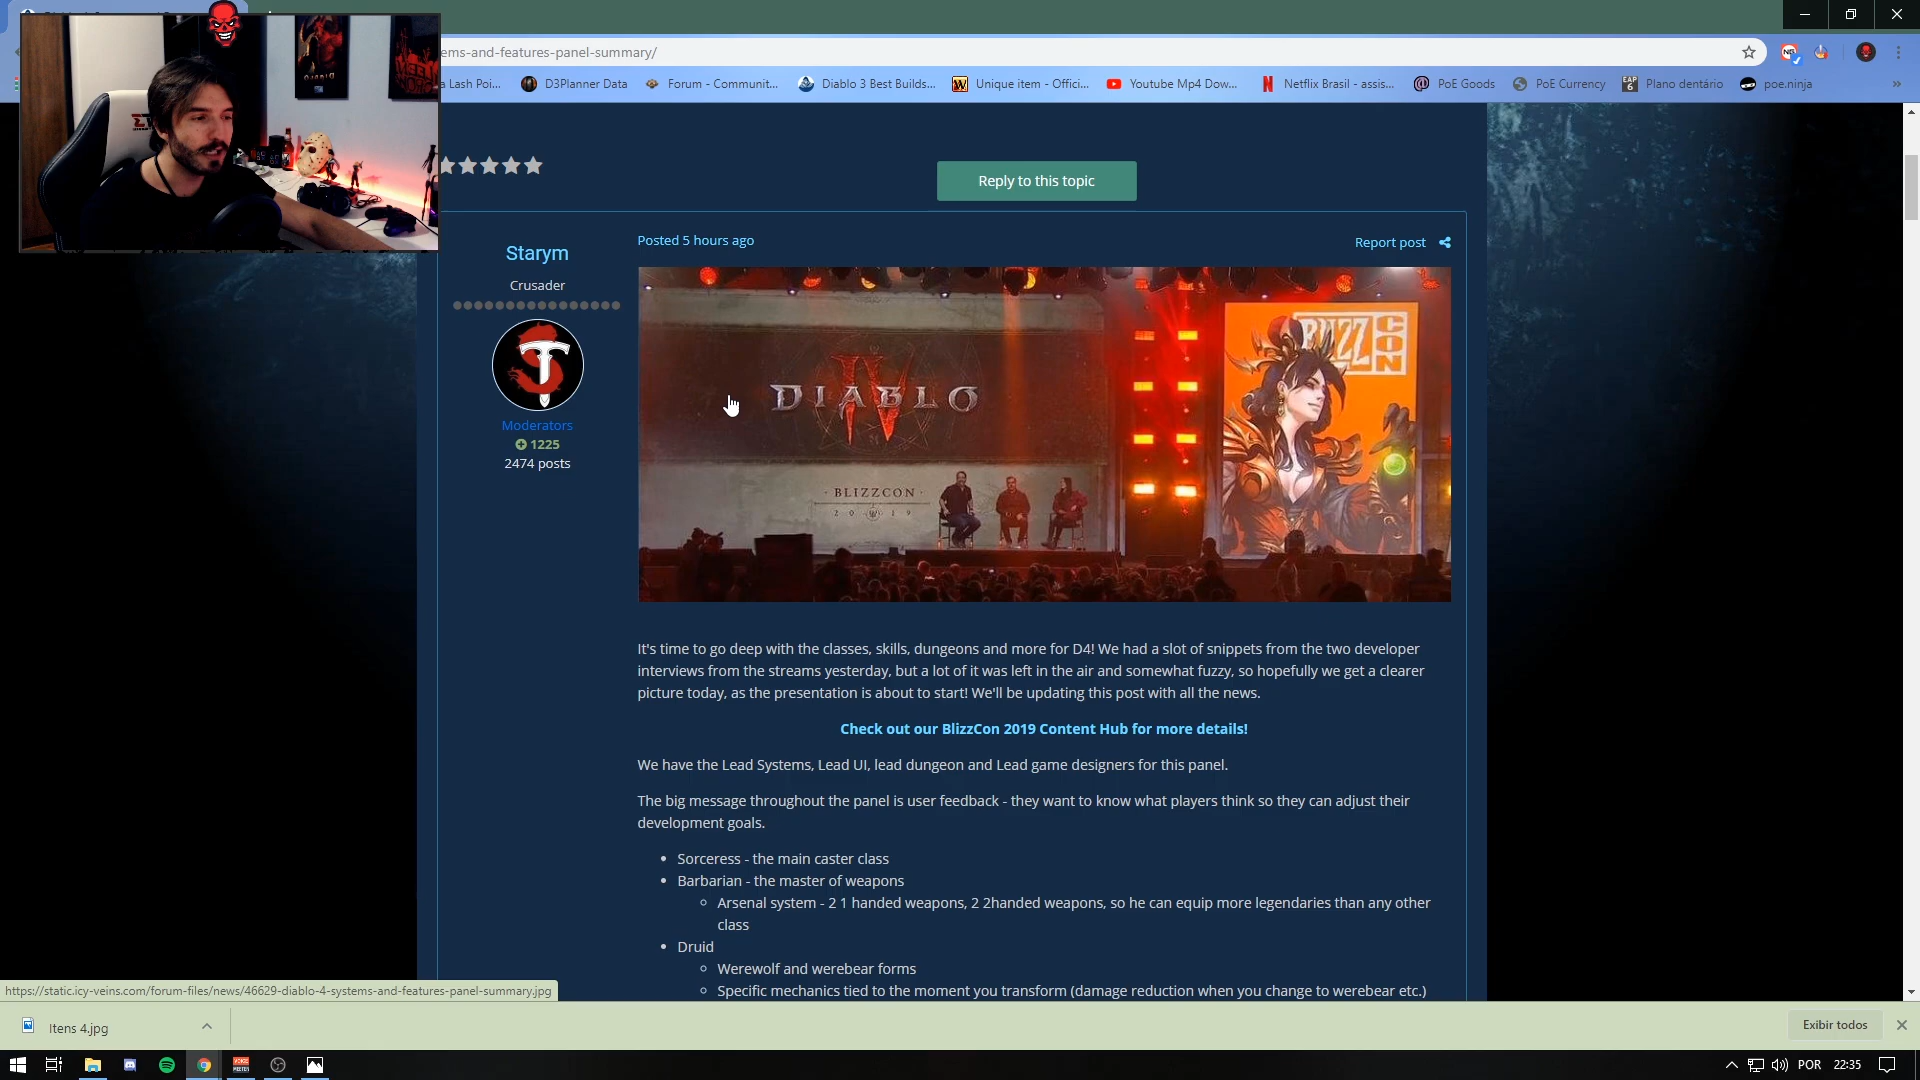 ems-and-features-panel-summary/
a Lash Poi...
D3Planner Data
Forum - Communit...
Diablo 3 Best Builds...
Unique item - Offici...
Youtube Mp4 Dow...
Netflix Brasil - assis...
PoE Goods
PoE Currency
Plano dentário
poe.ninja
»
Reply to this topic
Starym
Crusader
Moderators
1225
2474 posts
Posted 5 hours ago
Report post
DIABLO
IV
· BLIZZCON ·
2 0 1 9
BLIZZ
CON
It's time to go deep with the classes, skills, dungeons and more for D4! We had a slot of snippets from the two developer
interviews from the streams yesterday, but a lot of it was left in the air and somewhat fuzzy, so hopefully we get a clearer
picture today, as the presentation is about to start! We'll be updating this post with all the news.
Check out our BlizzCon 2019 Content Hub for more details!
We have the Lead Systems, Lead UI, lead dungeon and Lead game designers for this panel.
The big message throughout the panel is user feedback - they want to know what players think so they can adjust their
development goals.
• Sorceress - the main caster class
• Barbarian - the master of weapons
○ Arsenal system - 2 1 handed weapons, 2 2handed weapons, so he can equip more legendaries than any other
class
• Druid
○ Werewolf and werebear forms
○ Specific mechanics tied to the moment you transform (damage reduction when you change to werebear etc.)
https://static.icy-veins.com/forum-files/news/46629-diablo-4-systems-and-features-panel-summary.jpg
Itens 4.jpg
Exibir todos
POR
22:35